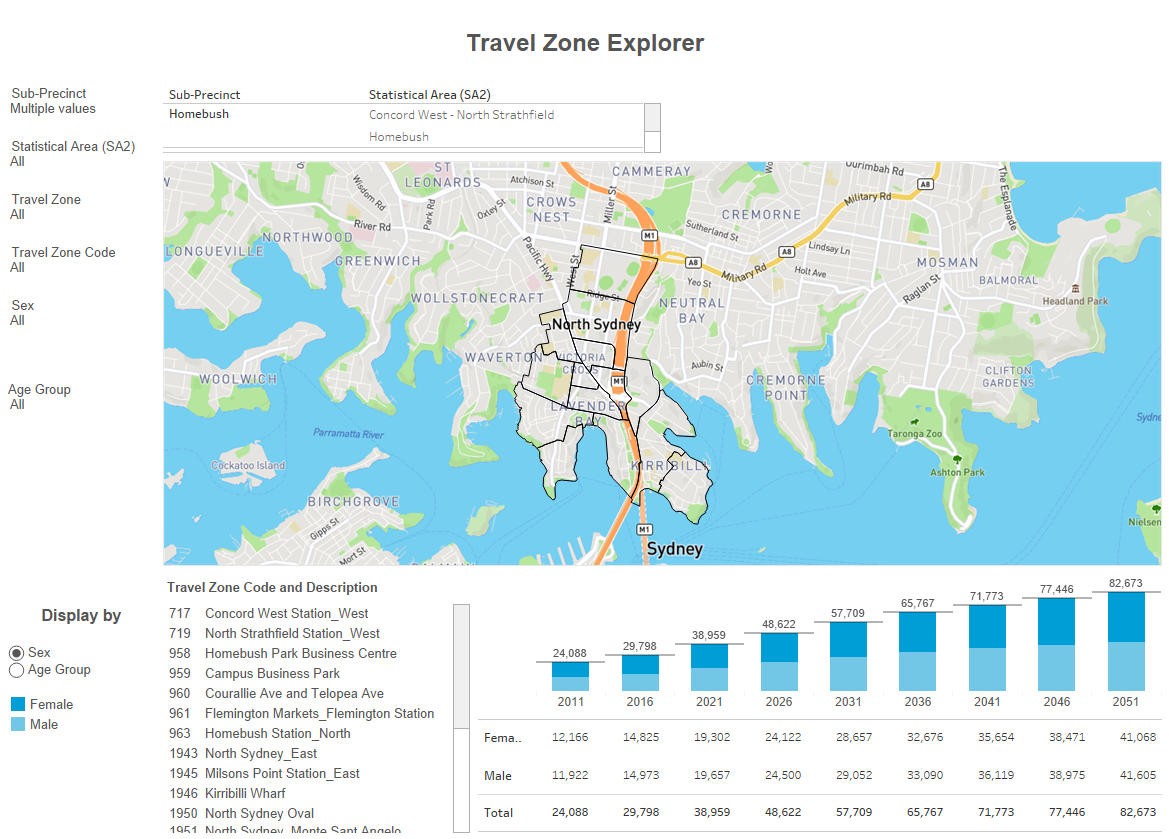 Travel Zone Explorer
Sub-Precinct
Multiple values
Statistical Area (SA2)
All
Travel Zone
All
Travel Zone Code
All
Sex
All
Age Group
All
Sub-Precinct Statistical Area (SA2)
Homebush Concord West - North Strathfield
Homebush
ST
LEONARDS
Atchison St
CROWS
NEST
Miller St
CAMMERAY
Ourimbah Rd
A8
Military Rd
The Esplanade
Wisdom Rd
Park Rd
Oxley St
River Rd
CREMORNE
Sutherland St
M1
LONGUEVILLE
NORTHWOOD
GREENWICH
Pacific Hwy
West St
A8
A8
Lindsay Ln
Military Rd
Holt Ave
MOSMAN
Raglan St
BALMORAL
Headland Park
WOLLSTONECRAFT
Ridge St
Yeo St
NEUTRAL
BAY
North Sydney
WAVERTON
VICTORIA
CROSS
Aubin St
WOOLWICH
M1
CREMORNE
POINT
CLIFTON
GARDENS
LAVENDER
BAY
Parramatta River
Taronga Zoo
Sydne
Cockatoo Island
KIRRIBILLI
Ashton Park
BIRCHGROVE
Gipps St
Mort St
M1
Sydney
Nielsen
Travel Zone Code and Description
717 Concord West Station_West
719 North Strathfield Station_West
958 Homebush Park Business Centre
959 Campus Business Park
960 Courallie Ave and Telopea Ave
961 Flemington Markets_Flemington Station
963 Homebush Station_North
1943 North Sydney_East
1945 Milsons Point Station_East
1946 Kirribilli Wharf
1950 North Sydney Oval
1951 North Sydney_Monte Sant Angelo
Display by
Sex
Age Group
Female
Male
24,088 29,798 38,959 48,622 57,709 65,767 71,773 77,446 82,673
2011 2016 2021 2026 2031 2036 2041 2046 2051
Fema.. 12,166 14,825 19,302 24,122 28,657 32,676 35,654 38,471 41,068
Male 11,922 14,973 19,657 24,500 29,052 33,090 36,119 38,975 41,605
Total 24,088 29,798 38,959 48,622 57,709 65,767 71,773 77,446 82,673